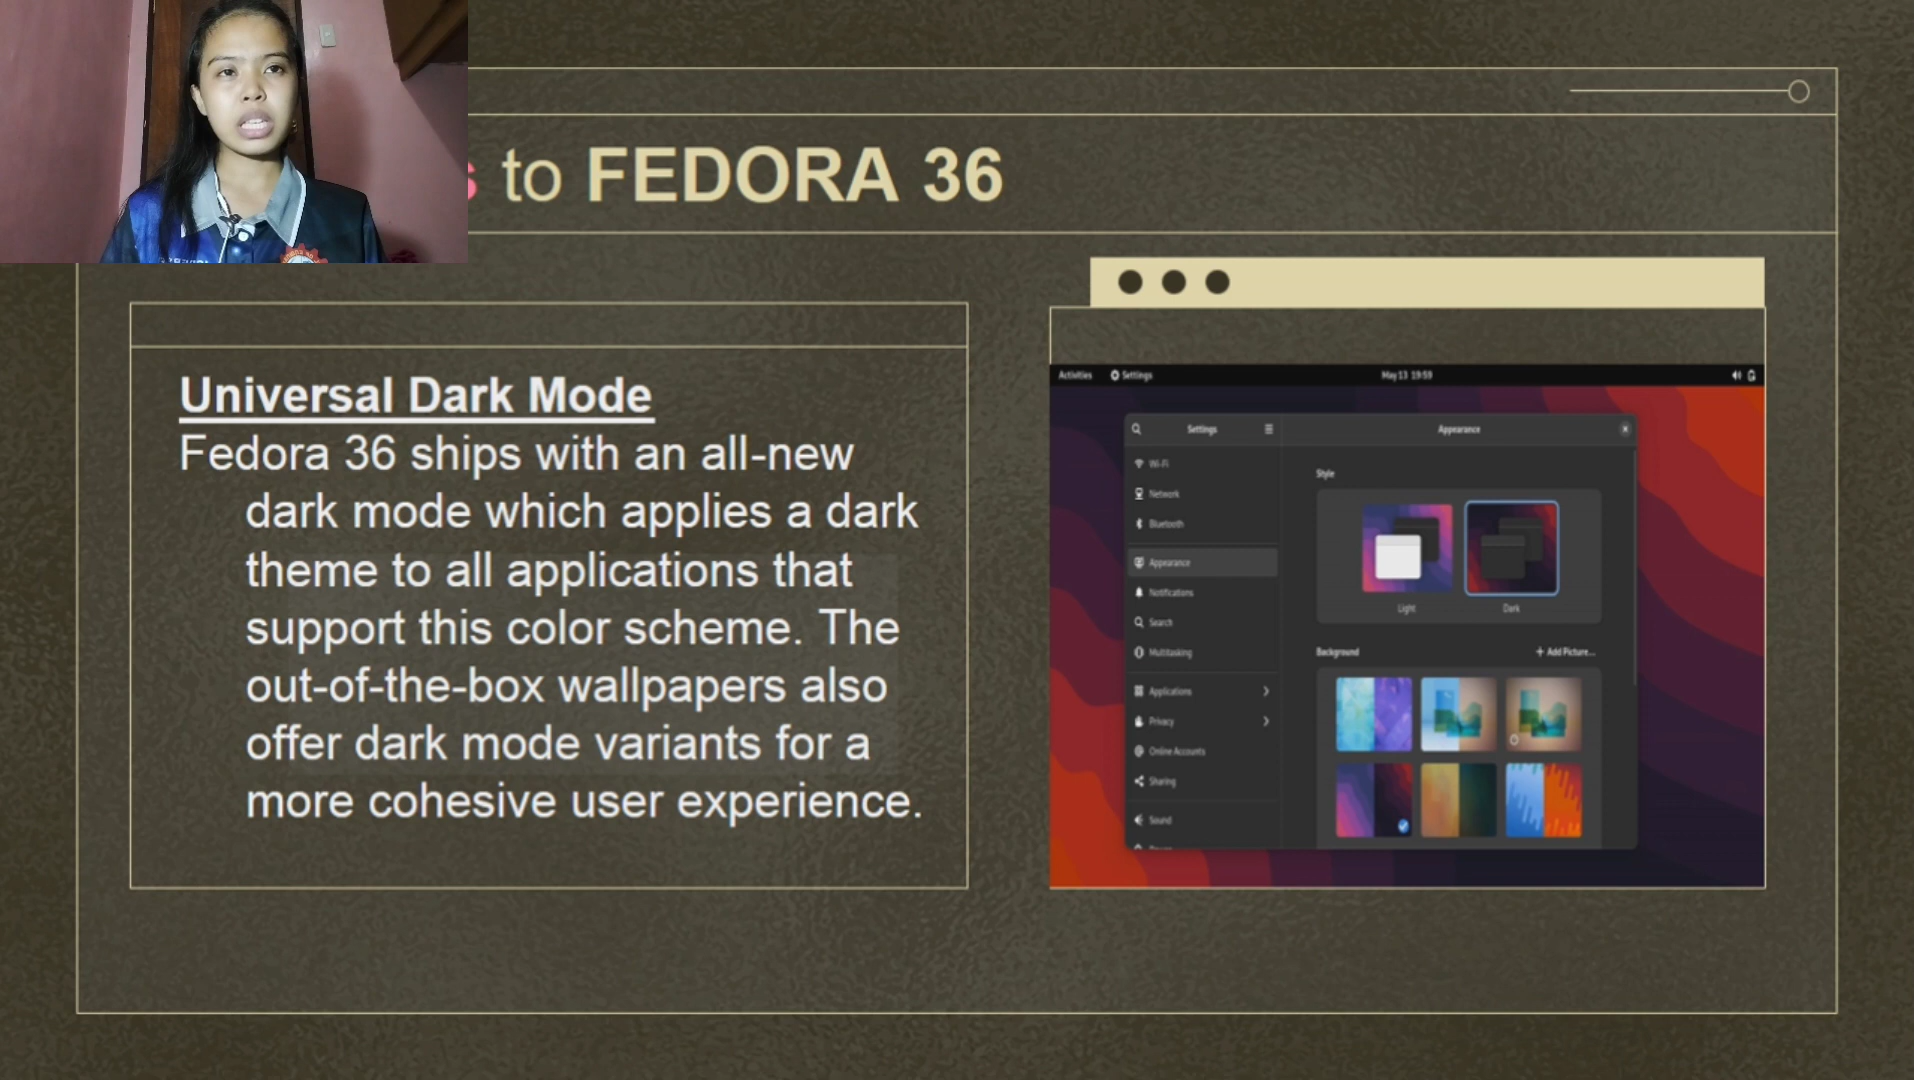 to FEDORA 36
Universal Dark Mode
Fedora 36 ships with an all-new
dark mode which applies a dark
theme to all applications that
support this color scheme. The
out-of-the-box wallpapers also
offer dark mode variants for a
more cohesive user experience.
Activities Settings May 13 19:59
Settings Appearance
Wi-Fi
Network
Bluetooth
Appearance
Notifications
Search
Multitasking
Applications
Privacy
Online Accounts
Sharing
Sound
Style
Light Dark
Background + Add Picture...